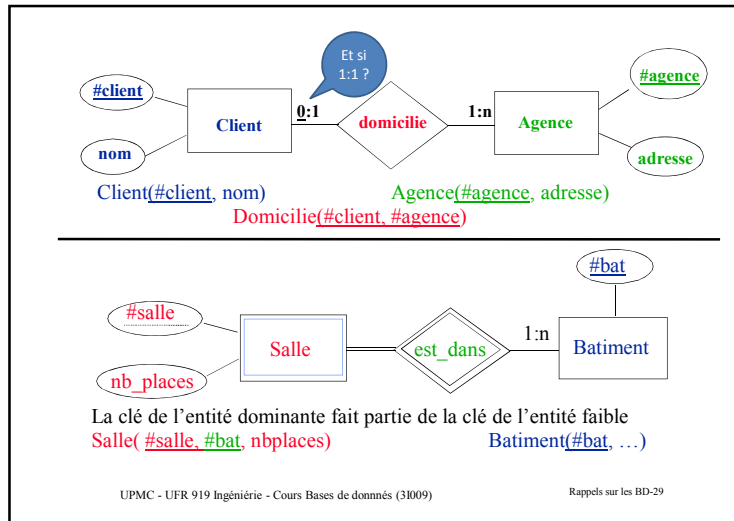 Et si
1:1 ?
#client
nom
Client
0:1
domicilie
1:n
Agence
#agence
adresse
Client(#client, nom)
Agence(#agence, adresse)
Domicilie(#client, #agence)
#bat
#salle
nb_places
Salle
est_dans
1:n
Batiment
La clé de l'entité dominante fait partie de la clé de l'entité faible
Salle( #salle, #bat, nbplaces)
Batiment(#bat, …)
UPMC - UFR 919 Ingéniérie - Cours Bases de donnnés (3I009)
Rappels sur les BD-29